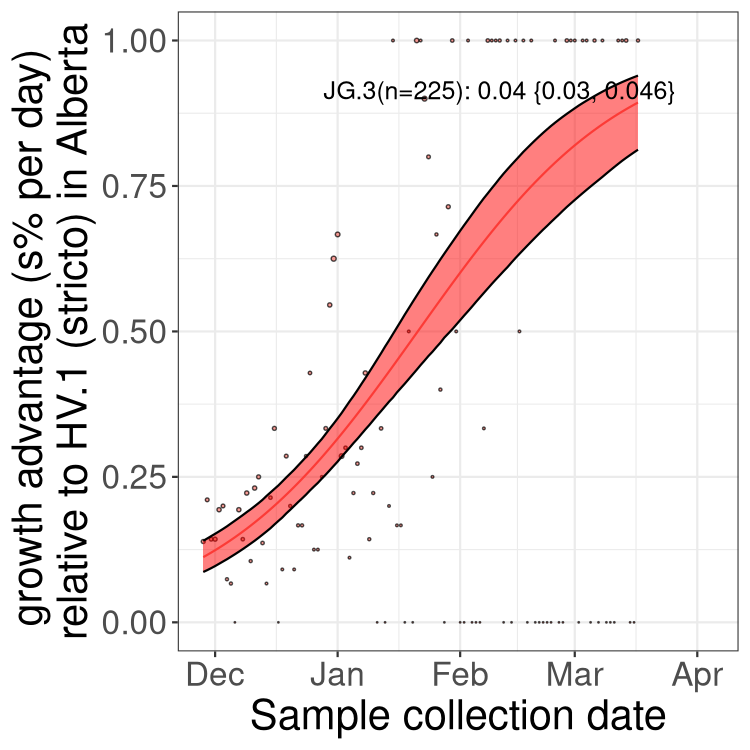 growth advantage (s% per day)
relative to HV.1 (stricto) in Alberta
1.00
0.75
0.50
0.25
0.00
JG.3(n=225): 0.04 {0.03, 0.046}
Dec Jan Feb Mar Apr
Sample collection date